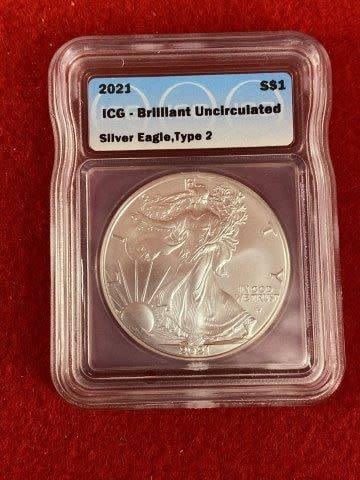 2021 S$1
ICG - Brilliant Uncirculated
Silver Eagle,Type 2
LIBERTY
IN GOD
WE TRUST
2021